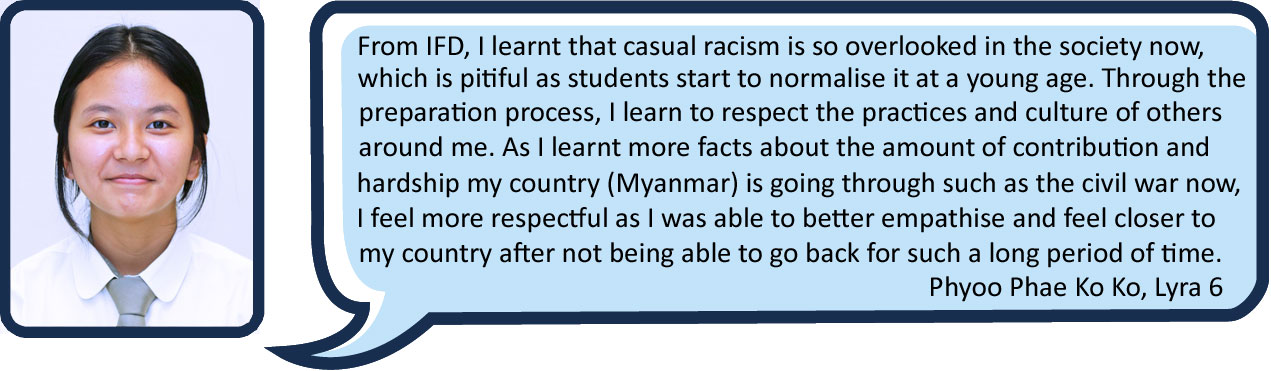 From IFD, I learnt that casual racism is so overlooked in the society now,
which is pitiful as students start to normalise it at a young age. Through the
preparation process, I learn to respect the practices and culture of others
around me. As I learnt more facts about the amount of contribution and
hardship my country (Myanmar) is going through such as the civil war now,
I feel more respectful as I was able to better empathise and feel closer to
my country after not being able to go back for such a long period of time.
Phyoo Phae Ko Ko, Lyra 6